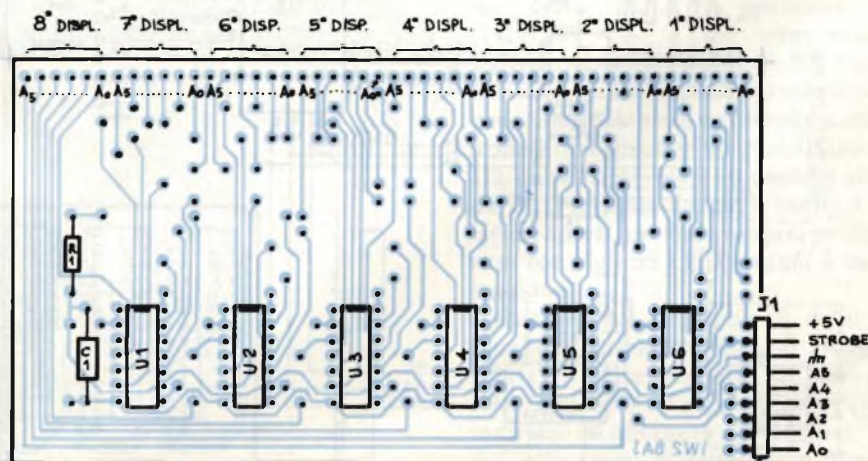 8° DISPL. 7° DISPL. 6° DISP. 5° DISP. 4° DISPL. 3° DISPL. 2° DISPL. 1° DISPL.
A5 ........ A0 A5 ........ A0 A5 ........ A0 A5 ........ A0 A5 ........ A0 A5 ........ A0 A5 ........ A0 A5 ........ A0
R1
J1
C1
U1 U2 U3 U4 U5 U6
+5V
STROBE
A5
A4
A3
A2
A1
A0
IW2 BAJ